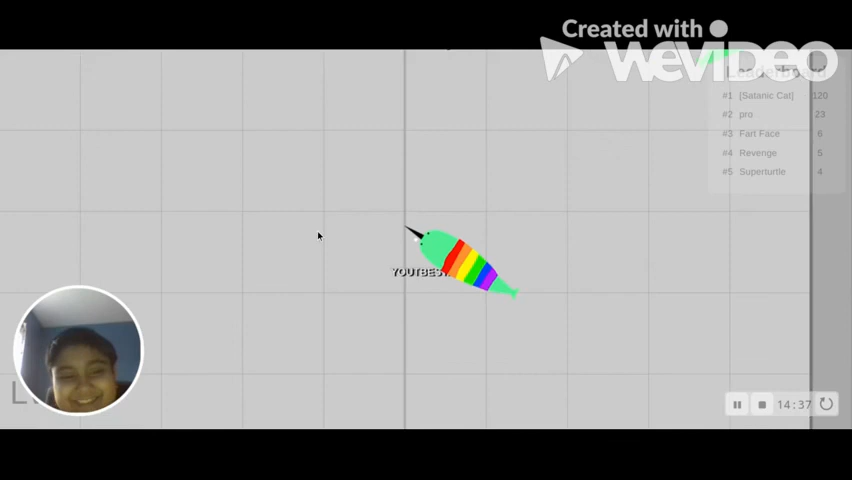 Created with
WEVIDEO
Leaderboard
#1 [Satanic Cat] 120
#2 pro 23
#3 Fart Face 6
#4 Revenge 5
#5 Superturtle 4
14:37